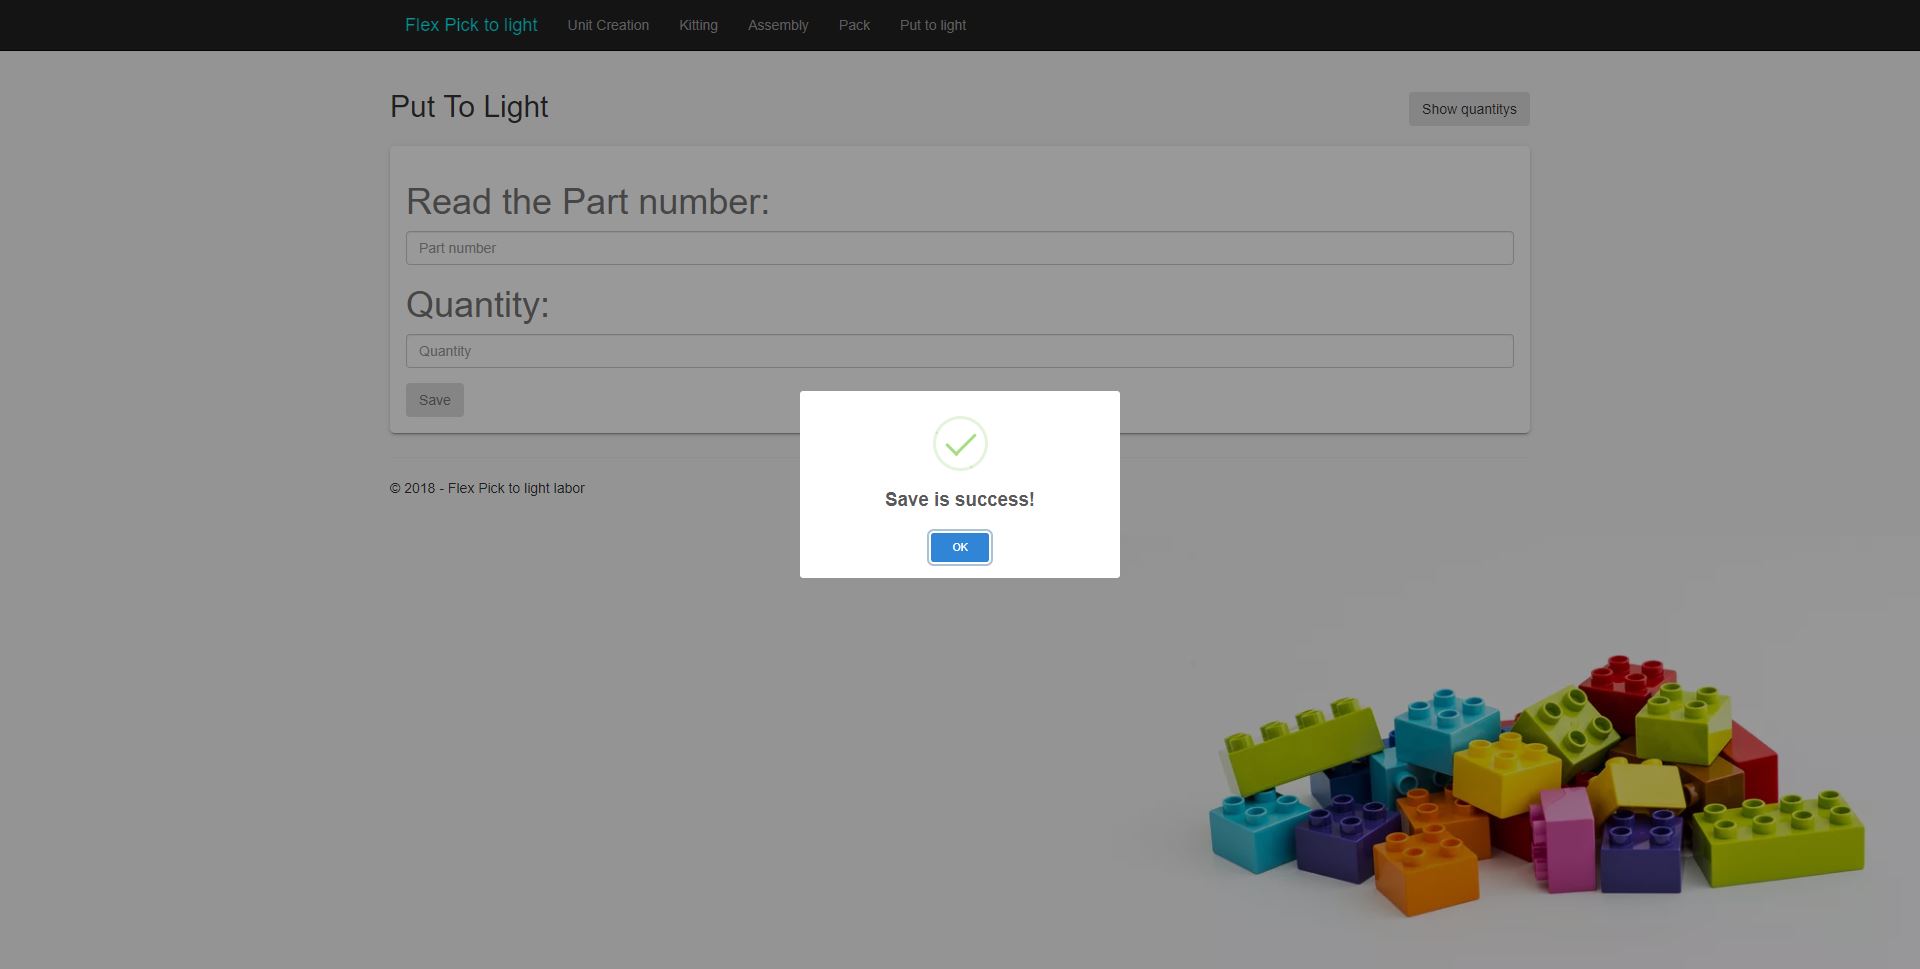 Flex Pick to light Unit Creation Kitting Assembly Pack Put to light
Put To Light
Show quantitys
Read the Part number:
Part number
Quantity:
Quantity
Save
Save is success!
OK
© 2018 - Flex Pick to light labor